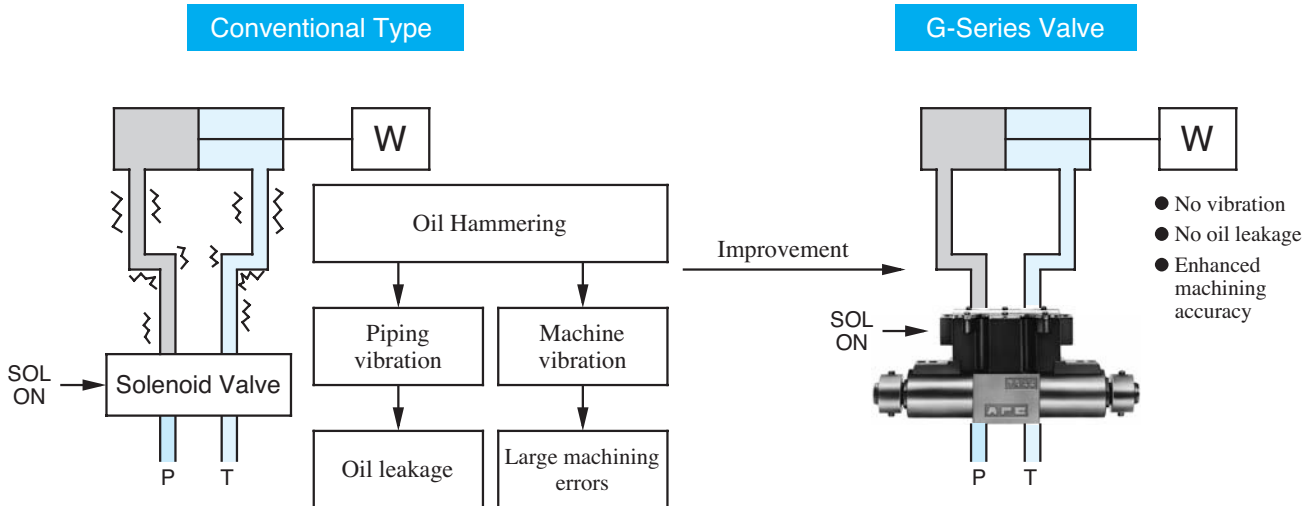 Conventional Type
G-Series Valve
W
Oil Hammering
Piping
vibration
Machine
vibration
SOL
ON
Solenoid Valve
Oil leakage
Large machining
errors
P
T
Improvement
W
● No vibration
● No oil leakage
● Enhanced
machining
accuracy
SOL
ON
P
T